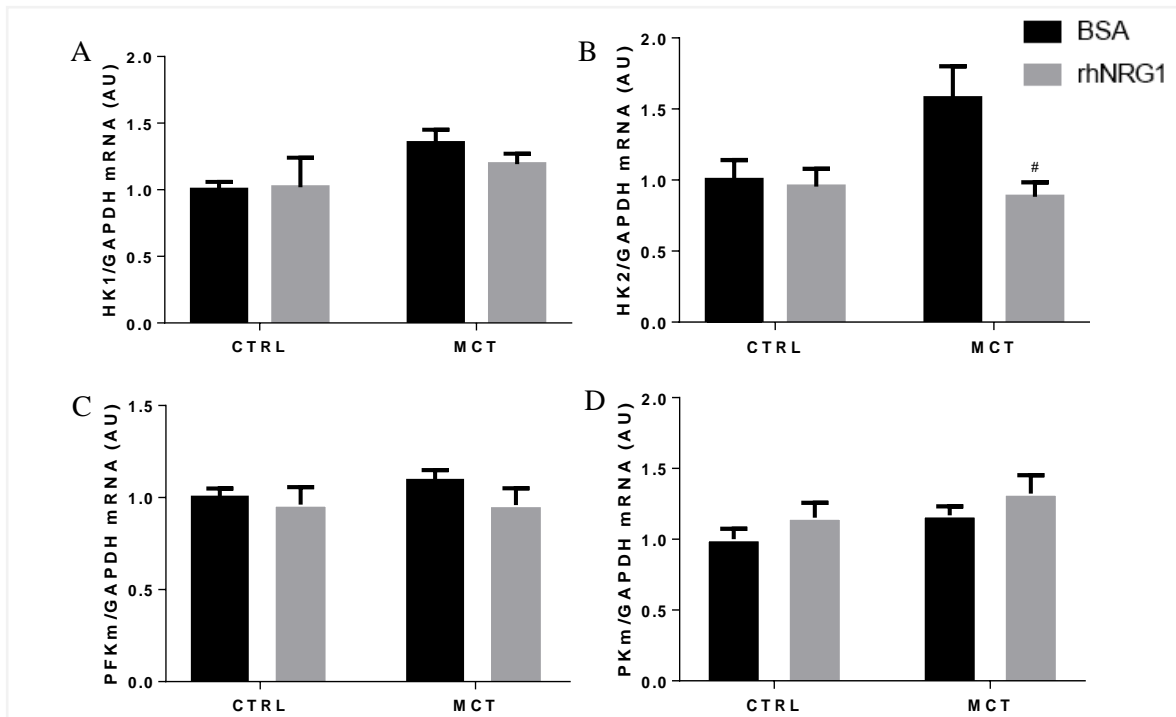 BSA
rhNRG1
A
HK1/GAPDH mRNA (AU)
2.0
1.5
1.0
0.5
0.0
CTRL MCT
B
HK2/GAPDH mRNA (AU)
2.0
1.5
1.0
0.5
0.0
#
CTRL MCT
C
PFKm/GAPDH mRNA (AU)
1.5
1.0
0.5
0.0
CTRL MCT
D
PKm/GAPDH mRNA (AU)
2.0
1.5
1.0
0.5
0.0
CTRL MCT